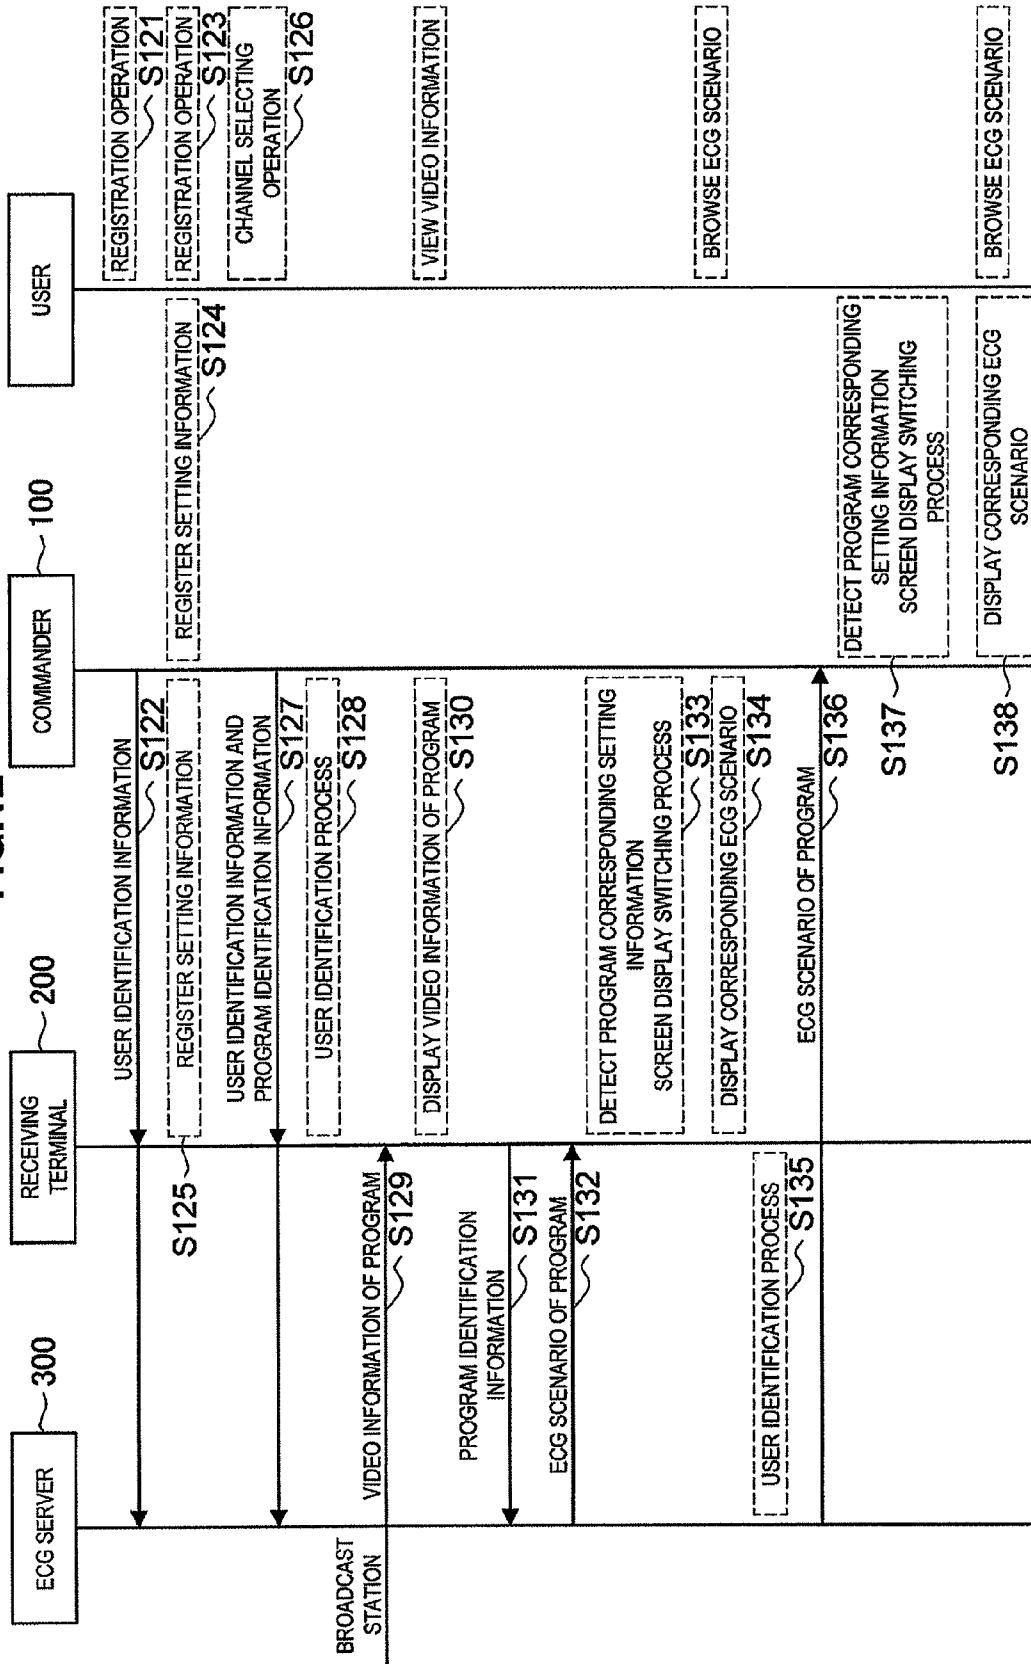 ECG SERVER
300
RECEIVING
TERMINAL
200
COMMANDER
100
USER
REGISTRATION OPERATION
S121
USER IDENTIFICATION INFORMATION
S122
REGISTRATION OPERATION
S123
REGISTER SETTING INFORMATION
S124
REGISTER SETTING INFORMATION
S125
CHANNEL SELECTING
OPERATION
S126
USER IDENTIFICATION INFORMATION AND
PROGRAM IDENTIFICATION INFORMATION
S127
USER IDENTIFICATION PROCESS
S128
BROADCAST
STATION
VIDEO INFORMATION OF PROGRAM
S129
DISPLAY VIDEO INFORMATION OF PROGRAM
S130
VIEW VIDEO INFORMATION
PROGRAM IDENTIFICATION
INFORMATION
S131
ECG SCENARIO OF PROGRAM
S132
DETECT PROGRAM CORRESPONDING SETTING
INFORMATION
SCREEN DISPLAY SWITCHING PROCESS
S133
DISPLAY CORRESPONDING ECG SCENARIO
S134
BROWSE ECG SCENARIO
USER IDENTIFICATION PROCESS
S135
ECG SCENARIO OF PROGRAM
S136
DETECT PROGRAM CORRESPONDING
SETTING INFORMATION
SCREEN DISPLAY SWITCHING
PROCESS
S137
DISPLAY CORRESPONDING ECG
SCENARIO
S138
BROWSE ECG SCENARIO